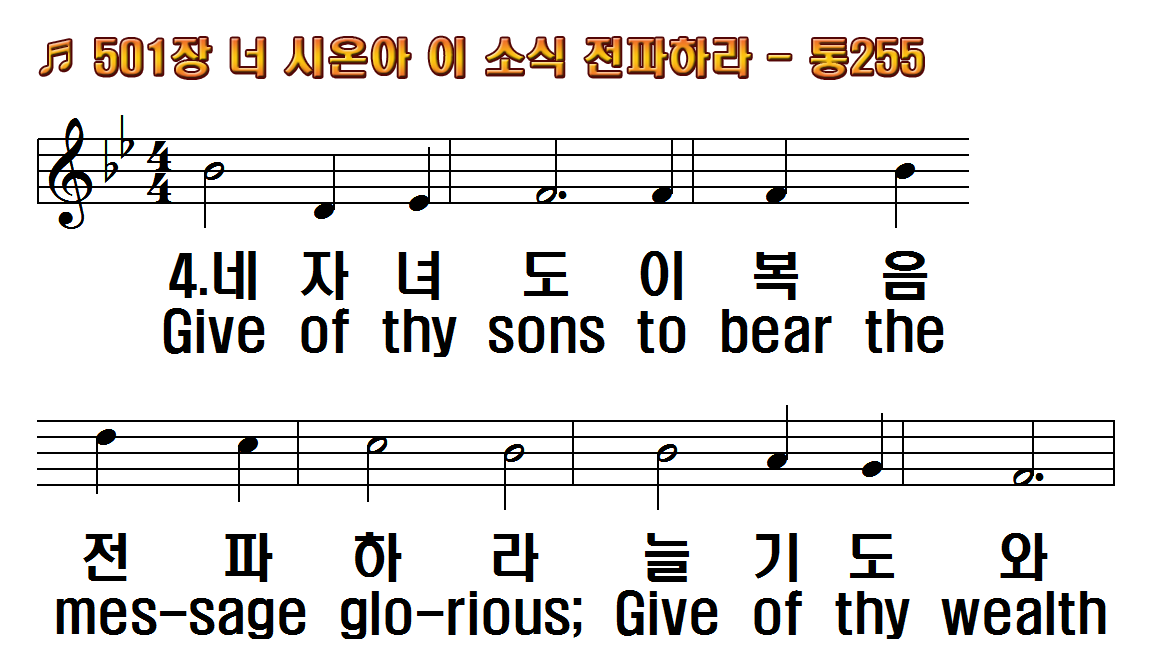 ♬ 501장 너 시온아 이 소식 전파하라 - 통255
4
4
4.네 자 녀 도 이 복 음
Give of thy sons to bear the
전 파 하 라 늘 기 도 와
mes-sage glo-rious; Give of thy wealth